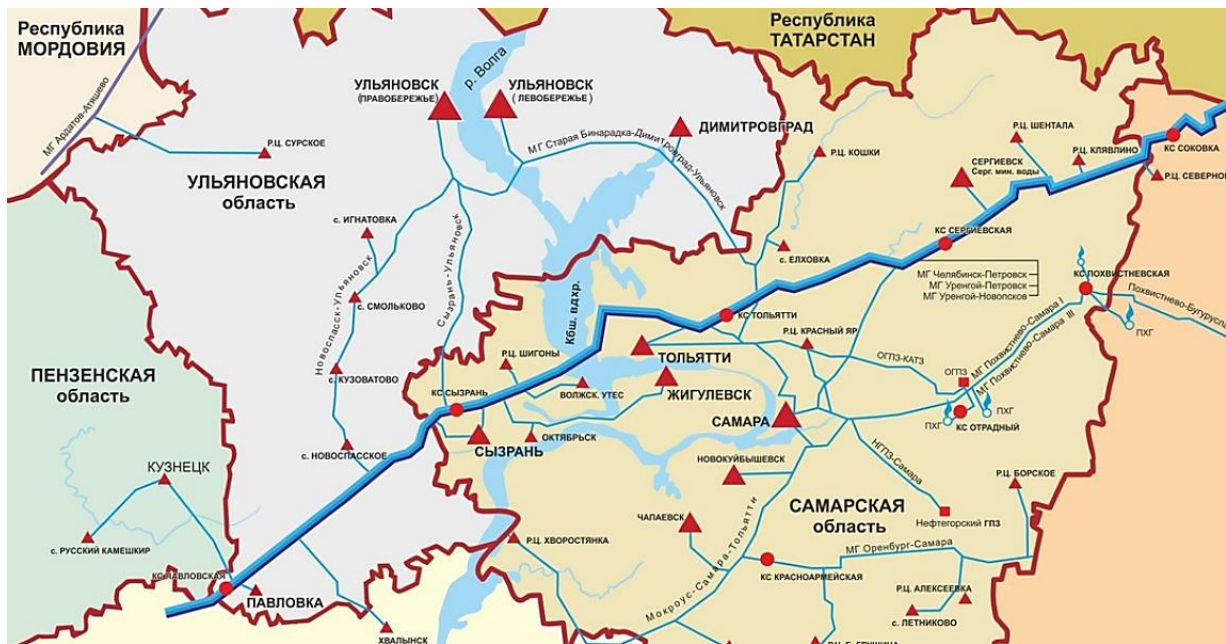 Республика
МОРДОВИЯ
Республика
ТАТАРСТАН
р. Волга
УЛЬЯНОВСК
(ПРАВОБЕРЕЖЬЕ)
УЛЬЯНОВСК
(ЛЕВОБЕРЕЖЬЕ)
ДИМИТРОВГРАД
МГ Ардатов-Атяшево
Р.Ц. СУРСКОЕ
МГ Старая Бинарадка-Димитровград-Ульяновск
Р.Ц. КОШКИ
Р.Ц. ШЕНТАЛА
КС СОКОВКА
Р.Ц. КЛЯВЛИНО
СЕРГИЕВСК
Серг. мин. воды
Р.Ц. СЕВЕРНОЕ
УЛЬЯНОВСКАЯ
область
с. ИГНАТОВКА
КС СЕРГИЕВСКАЯ
с. ЕЛХОВКА
МГ Челябинск-Петровск
МГ Уренгой-Петровск
МГ Уренгой-Новопсков
КС ПОХВИСТНЕВСКАЯ
Похвистнево-Бугурусла
ПХГ
с. СМОЛЬКОВО
Новоспасск-Ульяновск
Сызрань-Ульяновск
Кбш. вдхр.
КС ТОЛЬЯТТИ
МГ Похвистнево-Самара I
МГ Похвистнево-Самара III
Р.Ц. КРАСНЫЙ ЯР
ТОЛЬЯТТИ
Р.Ц. ШИГОНЫ
ОГПЗ-КАТЗ
ОГПЗ
ПЕНЗЕНСКАЯ
область
с. КУЗОВАТОВО
КС СЫЗРАНЬ
ВОЛЖСК. УТЕС
ЖИГУЛЕВСК
САМАРА
ПХГ
ПХГ
КС ОТРАДНЫЙ
с. НОВОСПАССКОЕ
СЫЗРАНЬ
ОКТЯБРЬСК
НОВОКУЙБЫШЕВСК
НГПЗ-Самара
Р.Ц. БОРСКОЕ
КУЗНЕЦК
САМАРСКАЯ
область
ЧАПАЕВСК
Нефтегорский ГПЗ
с. РУССКИЙ КАМЕШКИР
Р.Ц. ХВОРОСТЯНКА
Мокроус-Самара-Тольятти
МГ Оренбург-Самара
КС КРАСНОАРМЕЙСКАЯ
КС ПАВЛОВСКАЯ
ПАВЛОВКА
Р.Ц. АЛЕКСЕЕВКА
с. ЛЕТНИКОВО
ХВАЛЫНСК